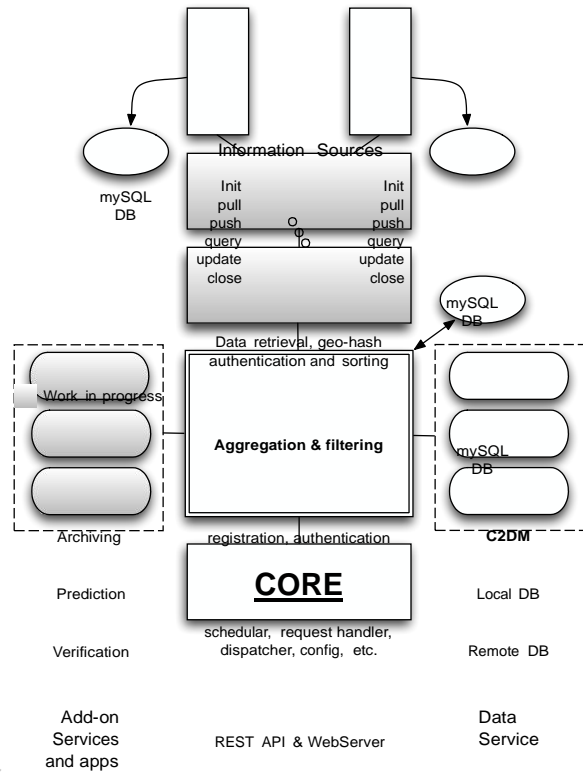 Information Sources
mySQL
DB
Init
pull
push
query
update
close
Init
pull
push
query
update
close
mySQL
DB
Data retrieval, geo-hash
authentication and sorting
Work in progress
Aggregation & filtering
mySQL
DB
Archiving
registration, authentication
C2DM
Prediction
CORE
Local DB
Verification
schedular, request handler,
dispatcher, config, etc.
Remote DB
Add-on
Services
and apps
REST API & WebServer
Data
Service